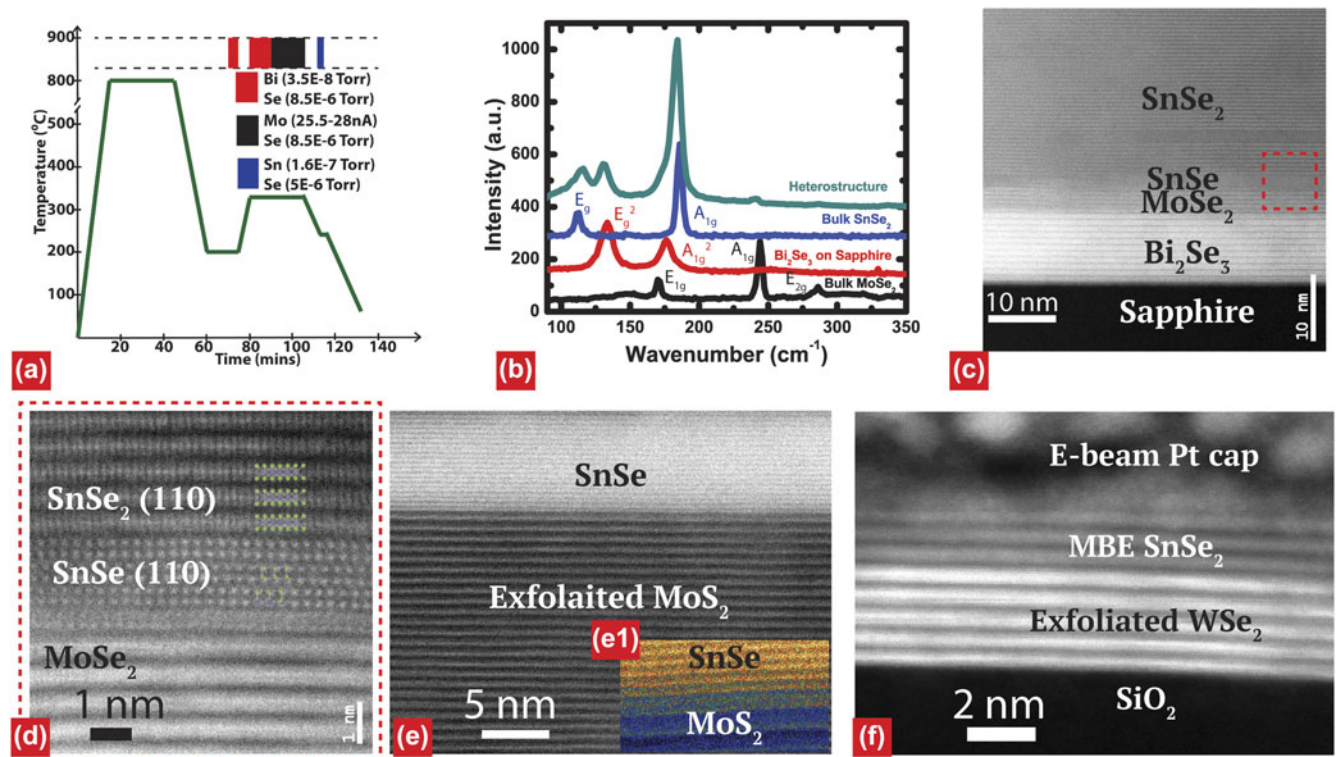 900
800
500
400
300
200
100
Temperature (°C)
20 40 60 80 100 120 140
Time (mins)
Bi (3.5E-8 Torr)
Se (8.5E-6 Torr)
Mo (25.5-28nA)
Se (8.5E-6 Torr)
Sn (1.6E-7 Torr)
Se (5E-6 Torr)
(a)
1000
800
600
400
200
0
Intensity (a.u.)
100 150 200 250 300 350
Wavenumber (cm⁻¹)
Heterostructure
Eg
A1g
Bulk SnSe₂
Eg²
A1g²
Bi₂Se₃ on Sapphire
E1g
A1g
E2g
Bulk MoSe₂
(b)
SnSe₂
SnSe
MoSe₂
Bi₂Se₃
Sapphire
10 nm
10 nm
(c)
SnSe₂ (110)
SnSe (110)
MoSe₂
1 nm
1 nm
(d)
SnSe
Exfolaited MoS₂
(e1)
SnSe
MoS₂
5 nm
(e)
E-beam Pt cap
MBE SnSe₂
Exfoliated WSe₂
SiO₂
2 nm
(f)